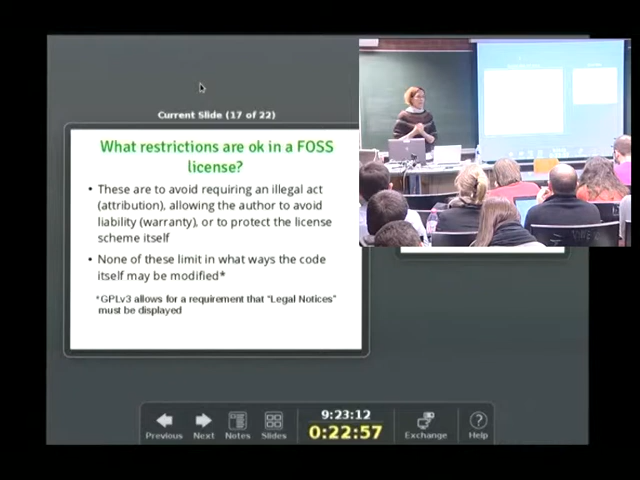 Current Slide (17 of 22)
What restrictions are ok in a FOSS
license?
• These are to avoid requiring an illegal act
(attribution), allowing the author to avoid
liability (warranty), or to protect the license
scheme itself
• None of these limit in what ways the code
itself may be modified*
*GPLv3 allows for a requirement that "Legal Notices"
must be displayed
Previous
Next
Notes
Slides
9:23:12
0:22:57
Exchange
Help